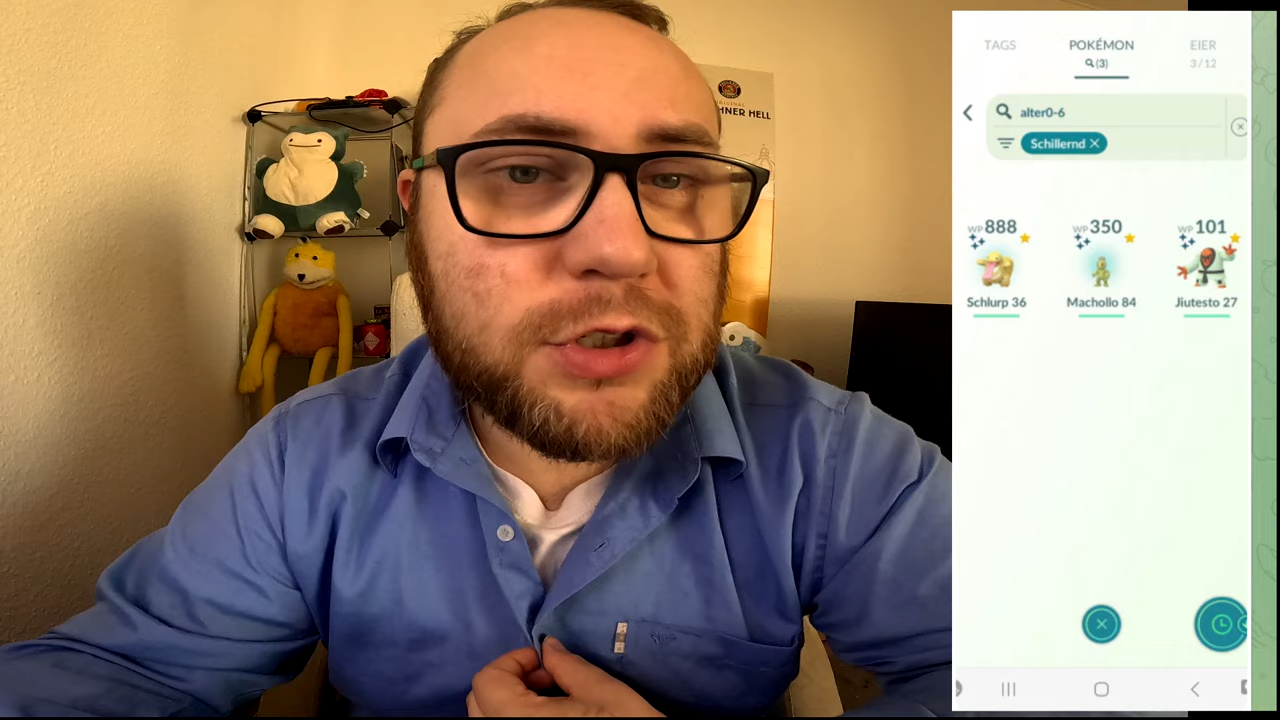 ORIGINAL
HNER HELL
TAGS
POKÉMON
(3)
EIER
3 / 12
alter0-6
Schillernd
WP888
WP350
WP101
Schlurp 36
Machollo 84
Jiutesto 27